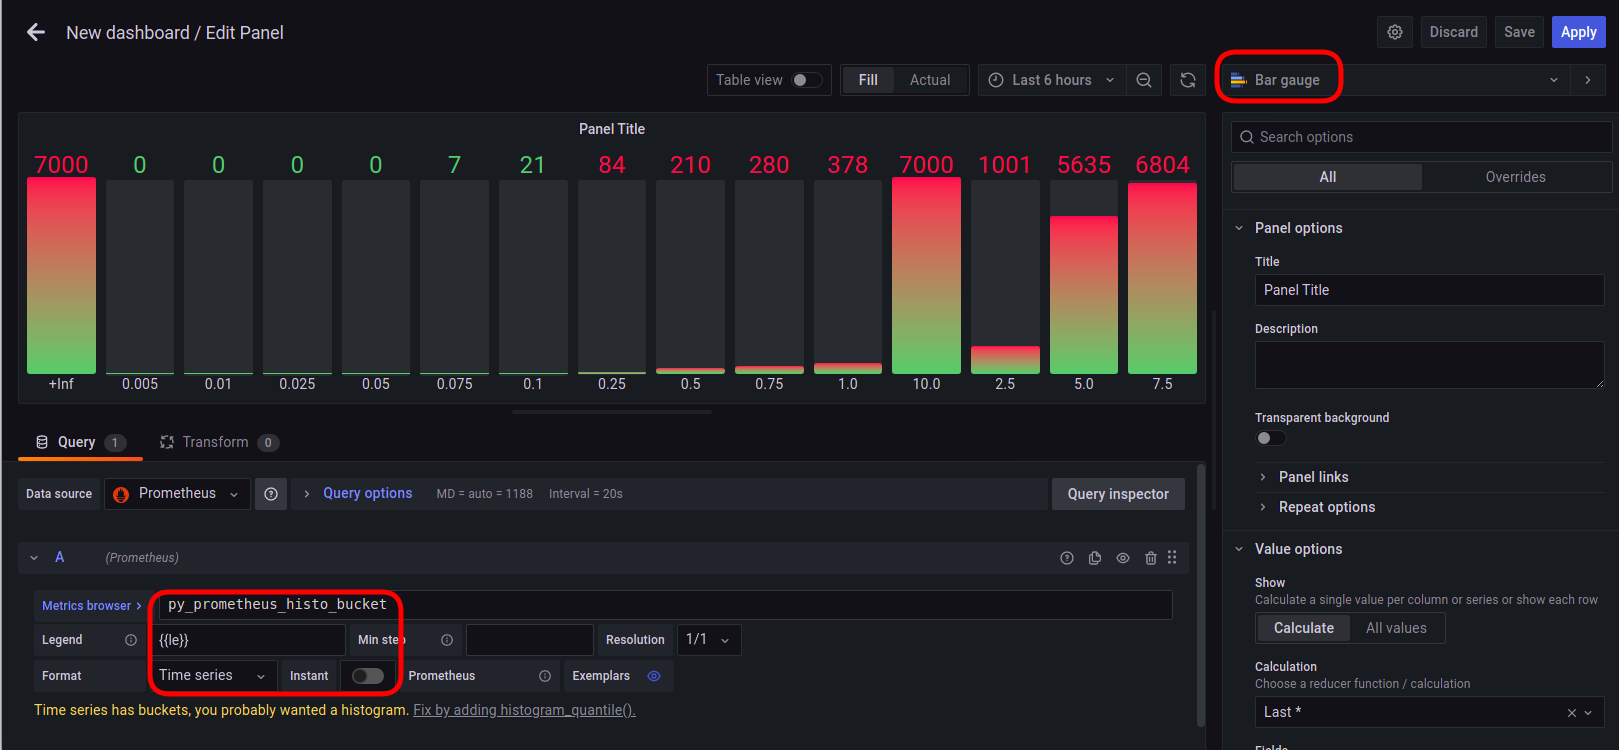 New dashboard / Edit Panel
Discard
Save
Apply
Table view
Fill
Actual
Last 6 hours
Bar gauge
Panel Title
7000 0 0 0 0 7 21 84 210 280 378 7000 1001 5635 6804
+Inf 0.005 0.01 0.025 0.05 0.075 0.1 0.25 0.5 0.75 1.0 10.0 2.5 5.0 7.5
Query 1
Transform 0
Data source
Prometheus
Query options
MD = auto = 1188
Interval = 20s
Query inspector
A
(Prometheus)
Metrics browser >
py_prometheus_histo_bucket
Legend
{{le}}
Min step
Resolution
1/1
Format
Time series
Instant
Prometheus
Exemplars
Time series has buckets, you probably wanted a histogram. Fix by adding histogram_quantile().
Search options
All
Overrides
Panel options
Title
Panel Title
Description
Transparent background
Panel links
Repeat options
Value options
Show
Calculate a single value per column or series or show each row
Calculate
All values
Calculation
Choose a reducer function / calculation
Last *